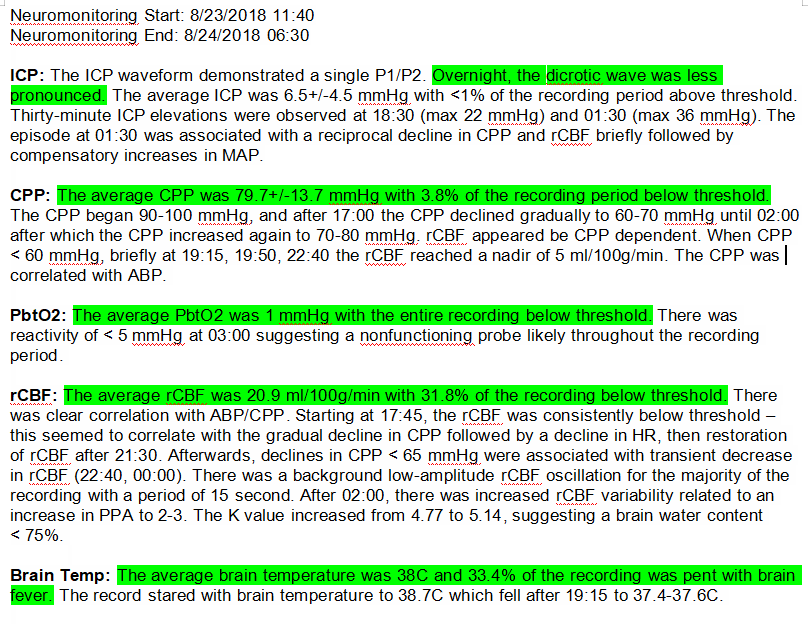 Neuromonitoring Start: 8/23/2018 11:40
Neuromonitoring End: 8/24/2018 06:30
ICP: The ICP waveform demonstrated a single P1/P2. Overnight, the dicrotic wave was less
pronounced. The average ICP was 6.5+/-4.5 mmHg with <1% of the recording period above threshold.
Thirty-minute ICP elevations were observed at 18:30 (max 22 mmHg) and 01:30 (max 36 mmHg). The
episode at 01:30 was associated with a reciprocal decline in CPP and rCBF briefly followed by
compensatory increases in MAP.
CPP: The average CPP was 79.7+/-13.7 mmHg with 3.8% of the recording period below threshold.
The CPP began 90-100 mmHg, and after 17:00 the CPP declined gradually to 60-70 mmHg until 02:00
after which the CPP increased again to 70-80 mmHg. rCBF appeared be CPP dependent. When CPP
< 60 mmHg, briefly at 19:15, 19:50, 22:40 the rCBF reached a nadir of 5 ml/100g/min. The CPP was
correlated with ABP.
PbtO2: The average PbtO2 was 1 mmHg with the entire recording below threshold. There was
reactivity of < 5 mmHg at 03:00 suggesting a nonfunctioning probe likely throughout the recording
period.
rCBF: The average rCBF was 20.9 ml/100g/min with 31.8% of the recording below threshold. There
was clear correlation with ABP/CPP. Starting at 17:45, the rCBF was consistently below threshold –
this seemed to correlate with the gradual decline in CPP followed by a decline in HR, then restoration
of rCBF after 21:30. Afterwards, declines in CPP < 65 mmHg were associated with transient decrease
in rCBF (22:40, 00:00). There was a background low-amplitude rCBF oscillation for the majority of the
recording with a period of 15 second. After 02:00, there was increased rCBF variability related to an
increase in PPA to 2-3. The K value increased from 4.77 to 5.14, suggesting a brain water content
< 75%.
Brain Temp: The average brain temperature was 38C and 33.4% of the recording was pent with brain
fever. The record stared with brain temperature to 38.7C which fell after 19:15 to 37.4-37.6C.